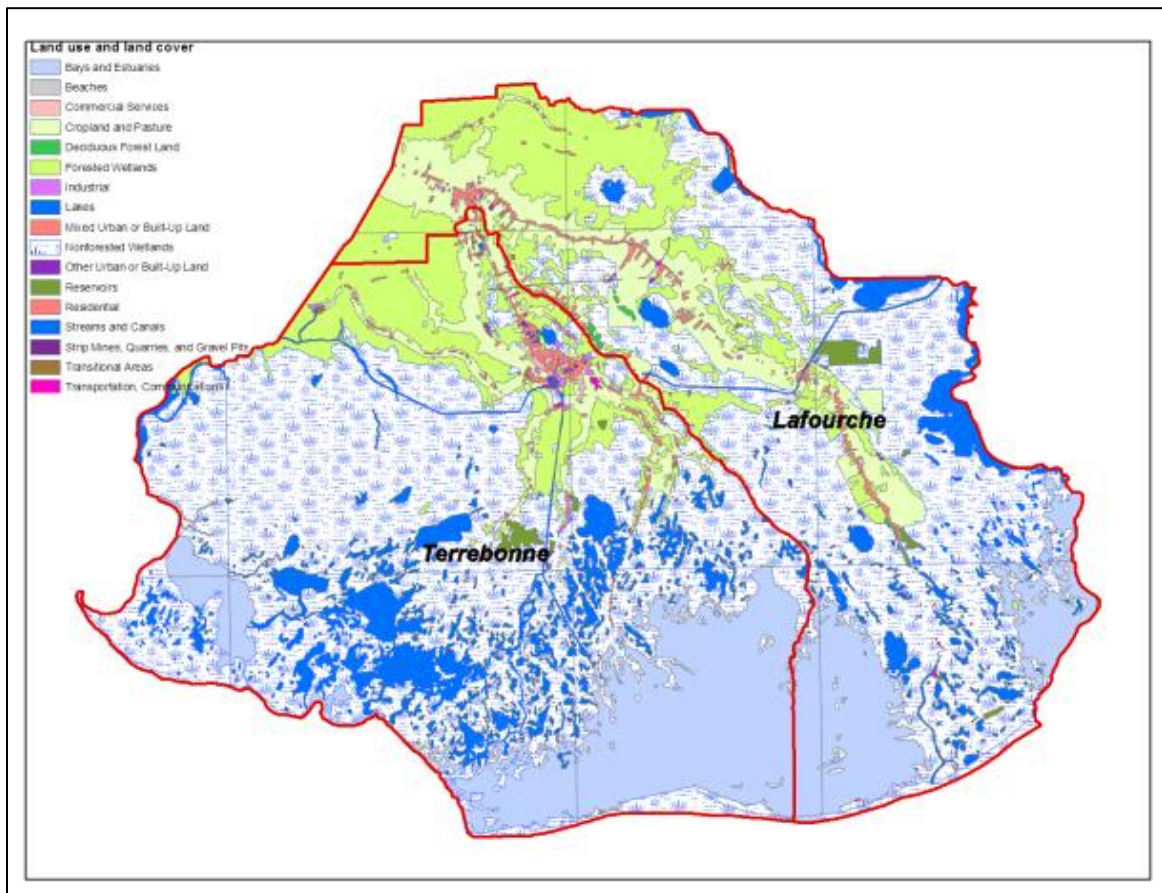 Land use and land cover
Bays and Estuaries
Beaches
Commercial Services
Cropland and Pasture
Deciduous Forest Land
Forested Wetlands
Industrial
Lakes
Mixed Urban or Built-Up Land
Nonforested Wetlands
Other Urban or Built-Up Land
Reservoirs
Residential
Streams and Canals
Strip Mines, Quarries, and Gravel Pits
Transitional Areas
Transportation, Communications
Lafourche
Terrebonne